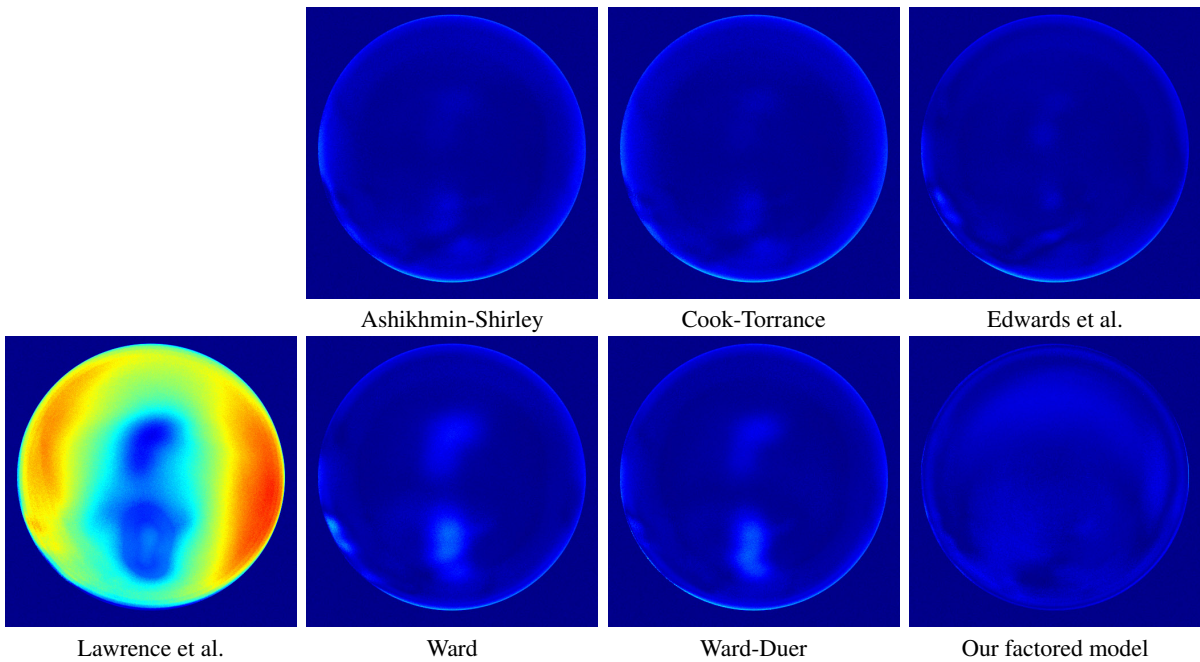 Ashikhmin-Shirley
Cook-Torrance
Edwards et al.
Lawrence et al.
Ward
Ward-Duer
Our factored model